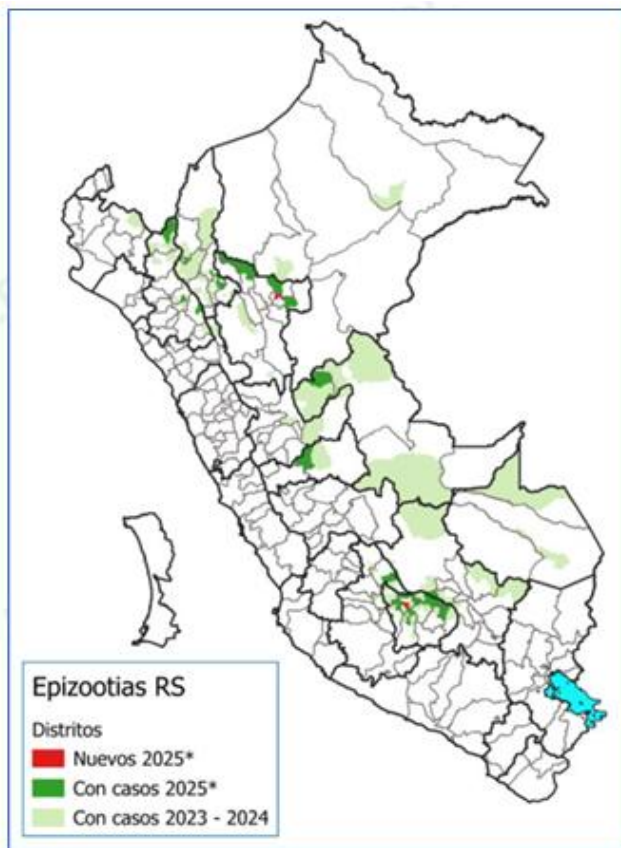 Epizootias RS
Distritos
Nuevos 2025*
Con casos 2025*
Con casos 2023 - 2024